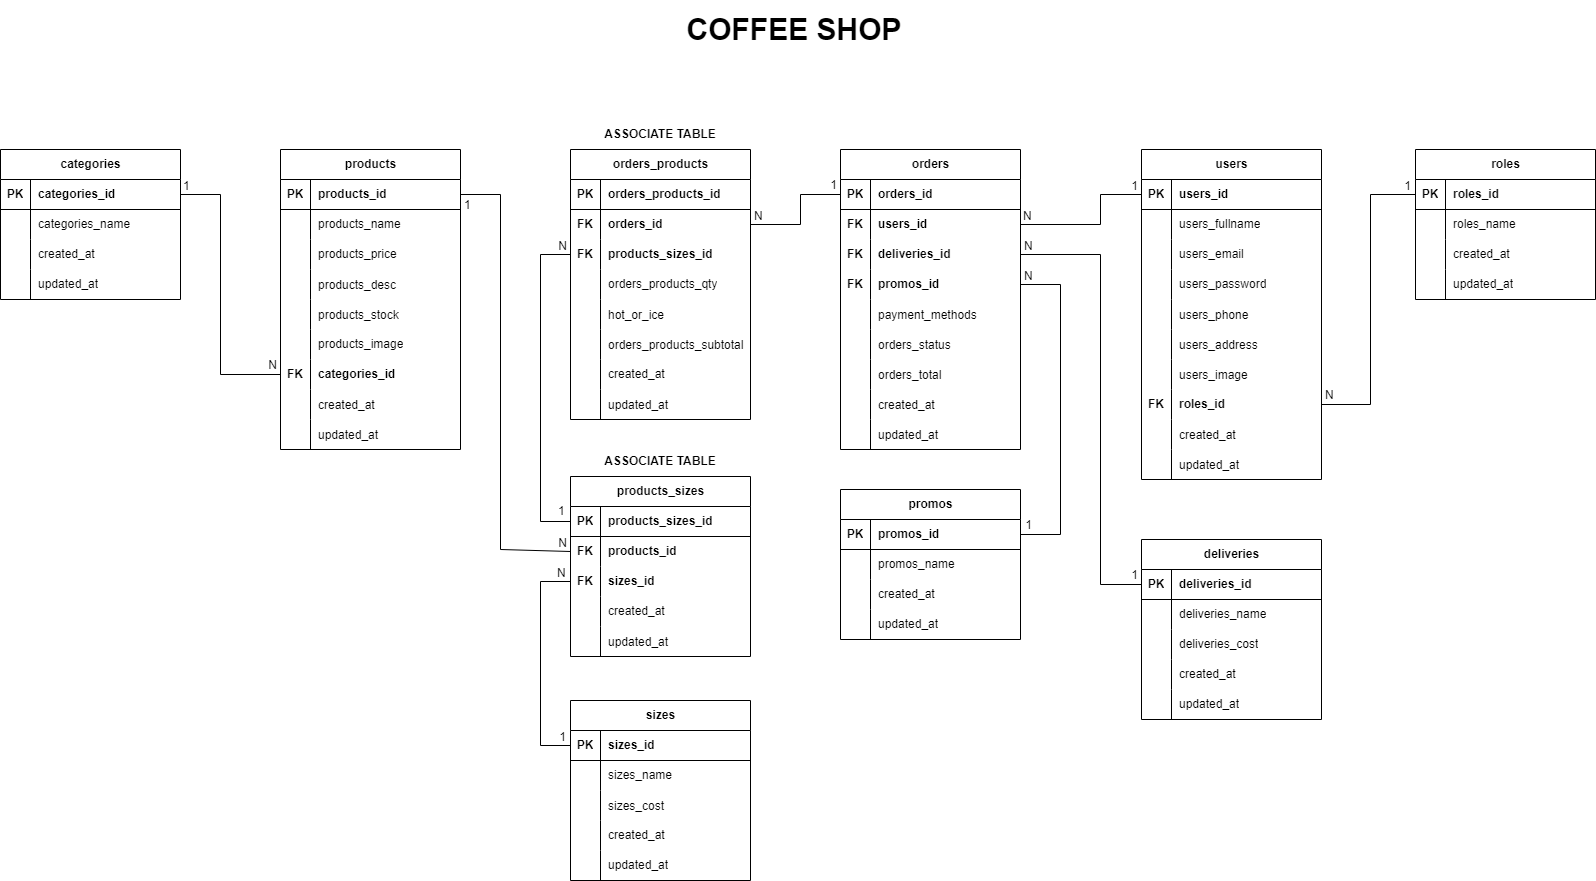 COFFEE SHOP
categories
PK categories_id
categories_name
created_at
updated_at
1
N
products
PK products_id
products_name
products_price
products_desc
products_stock
products_image
FK categories_id
created_at
updated_at
1
N
ASSOCIATE TABLE
orders_products
PK orders_products_id
FK orders_id
FK products_sizes_id
orders_products_qty
hot_or_ice
orders_products_subtotal
created_at
updated_at
N
1
N
1
ASSOCIATE TABLE
products_sizes
PK products_sizes_id
FK products_id
FK sizes_id
created_at
updated_at
N
1
sizes
PK sizes_id
sizes_name
sizes_cost
created_at
updated_at
orders
PK orders_id
FK users_id
FK deliveries_id
FK promos_id
payment_methods
orders_status
orders_total
created_at
updated_at
N
1
N
1
N
1
promos
PK promos_id
promos_name
created_at
updated_at
users
PK users_id
users_fullname
users_email
users_password
users_phone
users_address
users_image
FK roles_id
created_at
updated_at
N
1
deliveries
PK deliveries_id
deliveries_name
deliveries_cost
created_at
updated_at
roles
PK roles_id
roles_name
created_at
updated_at